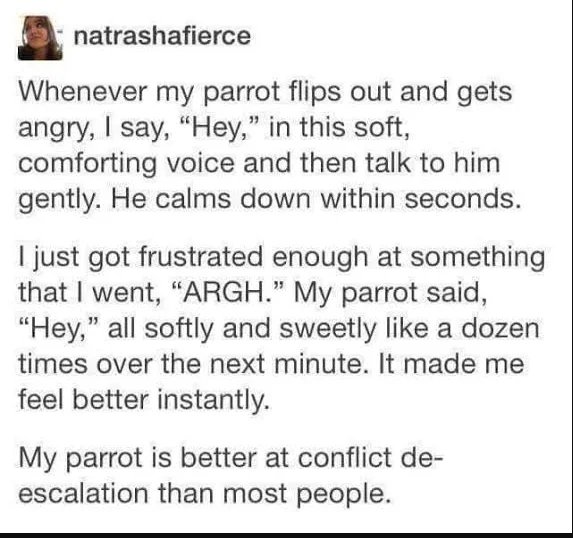 natrashafierce
Whenever my parrot flips out and gets
angry, I say, “Hey,” in this soft,
comforting voice and then talk to him
gently. He calms down within seconds.
I just got frustrated enough at something
that I went, “ARGH.” My parrot said,
“Hey,” all softly and sweetly like a dozen
times over the next minute. It made me
feel better instantly.
My parrot is better at conflict de-
escalation than most people.